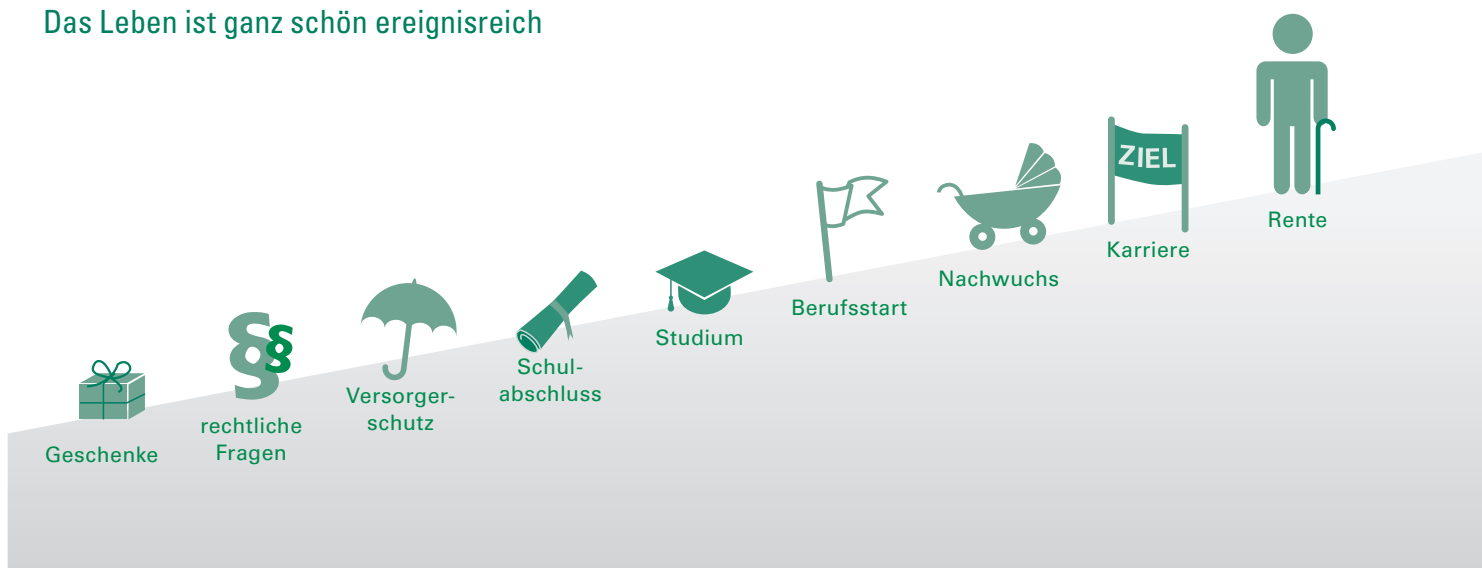 Das Leben ist ganz schön ereignisreich
Geschenke
§§
rechtliche
Fragen
Versorger-
schutz
Schul-
abschluss
Studium
Berufsstart
Nachwuchs
ZIEL
Karriere
Rente